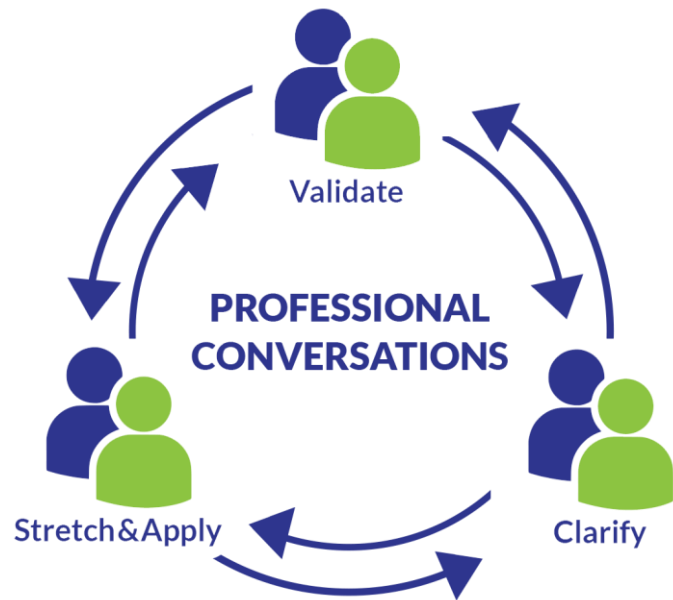 Validate
PROFESSIONAL
CONVERSATIONS
Stretch&Apply
Clarify